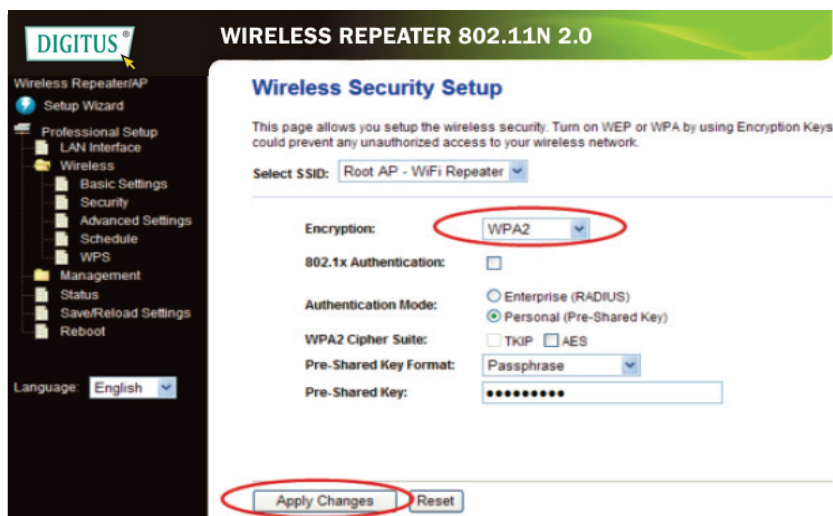 DIGITUS®
WIRELESS REPEATER 802.11N 2.0
Wireless Repeater/AP
Setup Wizard
Professional Setup
LAN Interface
Wireless
Basic Settings
Security
Advanced Settings
Schedule
WPS
Management
Status
Save/Reload Settings
Reboot
Language: English
Wireless Security Setup
This page allows you setup the wireless security. Turn on WEP or WPA by using Encryption Keys
could prevent any unauthorized access to your wireless network.
Select SSID: Root AP - WiFi Repeater
Encryption: WPA2
802.1x Authentication:
Authentication Mode: Enterprise (RADIUS)
Personal (Pre-Shared Key)
WPA2 Cipher Suite: TKIP AES
Pre-Shared Key Format: Passphrase
Pre-Shared Key: •••••••••
Apply Changes Reset